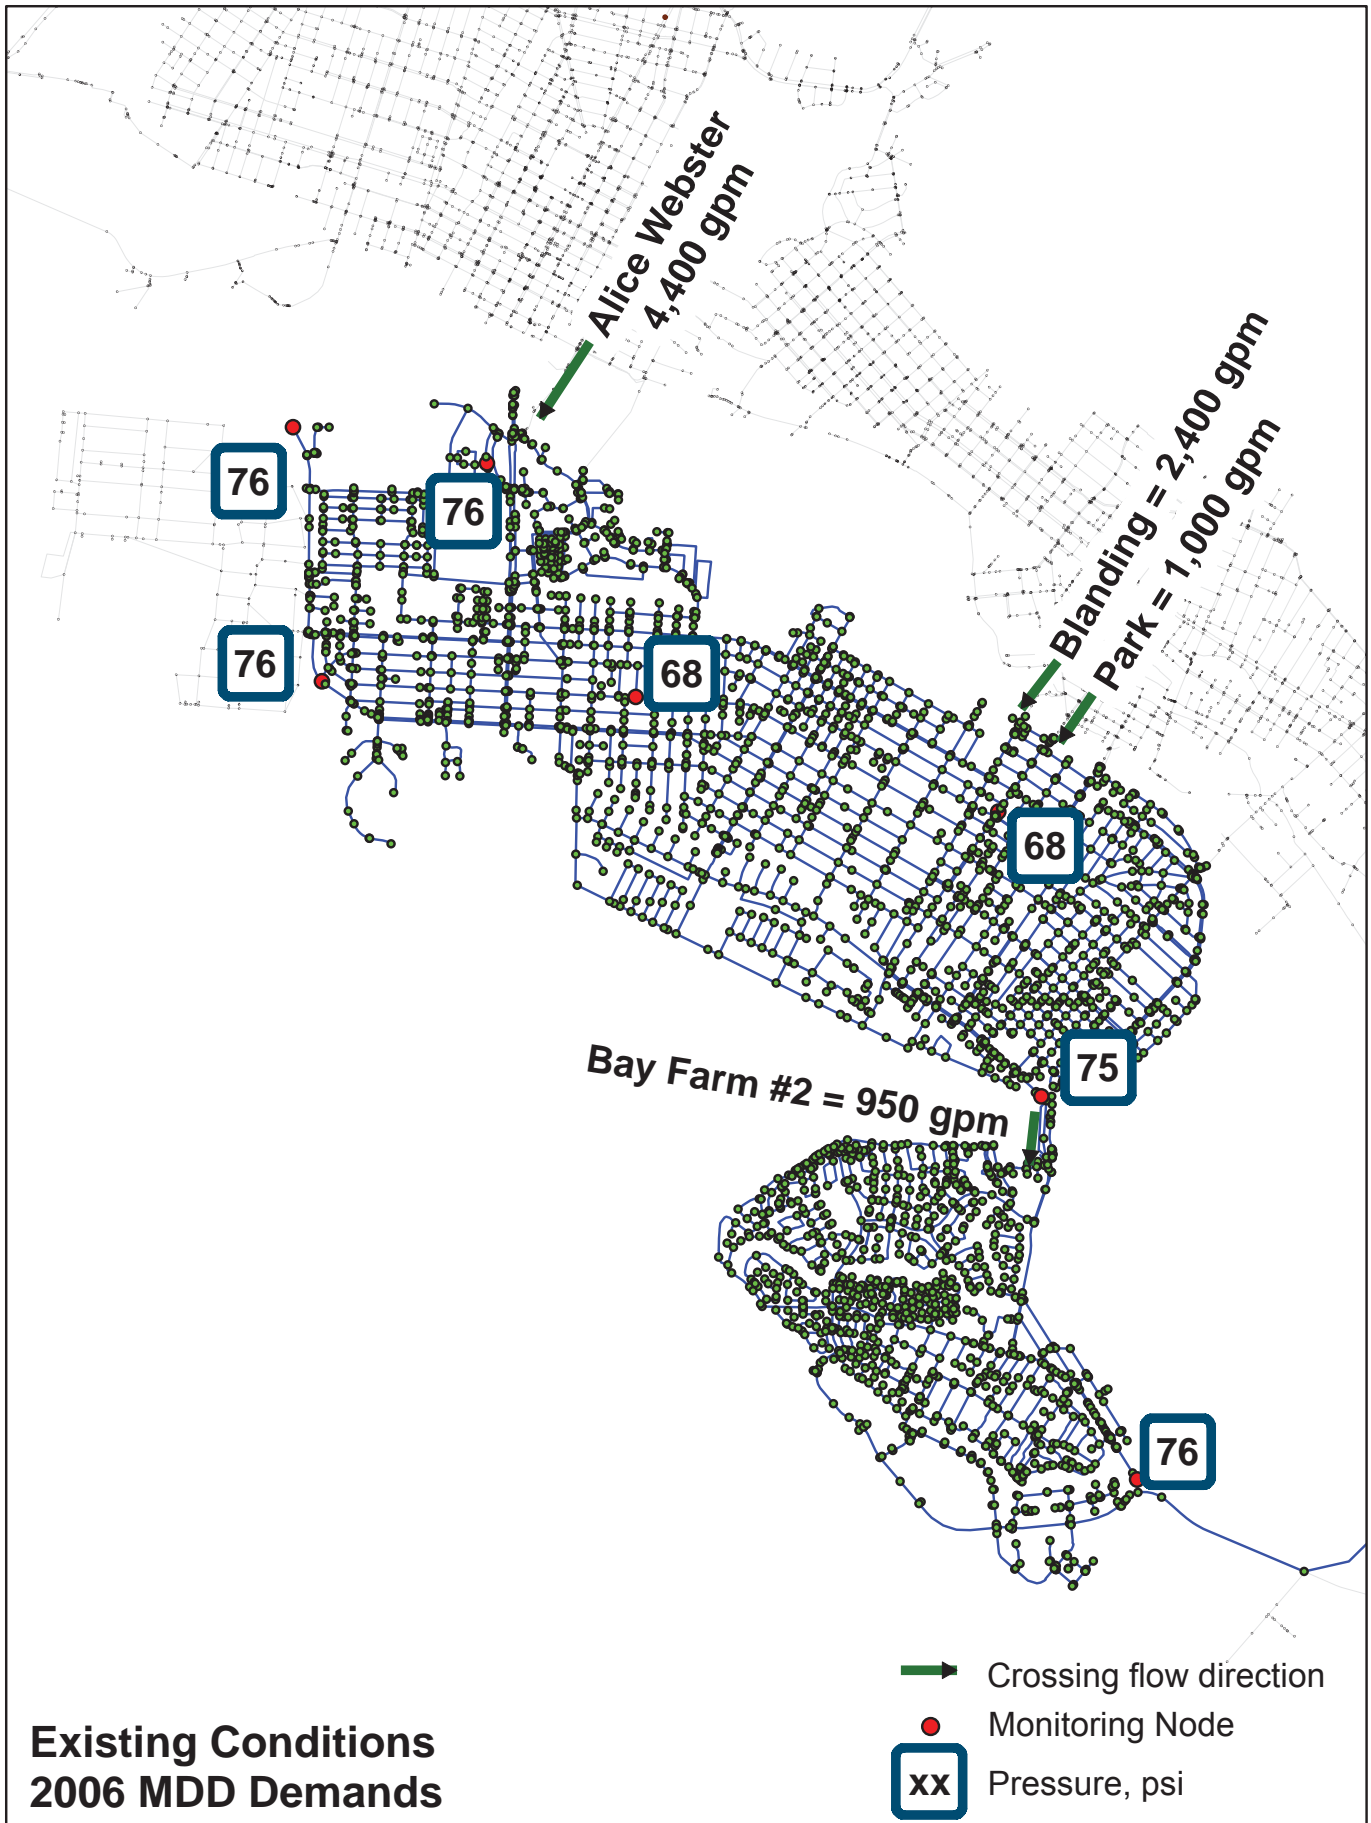 Alice Webster
4,400 gpm
Blanding = 2,400 gpm
Park = 1,000 gpm
76
76
76
68
68
75
Bay Farm #2 = 950 gpm
76
Crossing flow direction
Monitoring Node
xx Pressure, psi
Existing Conditions
2006 MDD Demands